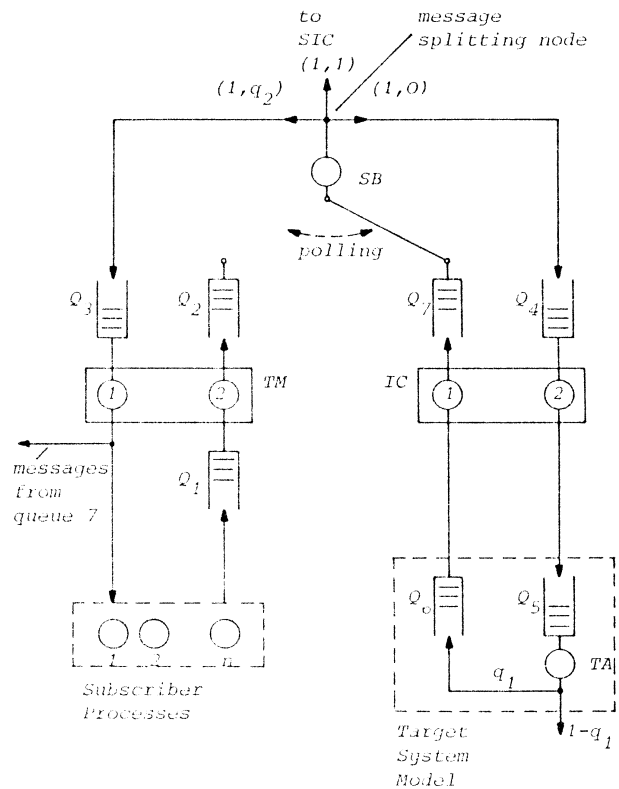 to
SIC
(1,1)
message
splitting node
(1,q2)
(1,0)
SB
polling
Q3
Q2
Q7
Q4
1
2
TM
IC
1
2
messages
from
queue 7
Q1
Q6
Q5
1
2
n
TA
q1
1-q1
Subscriber
Processes
Target
System
Model